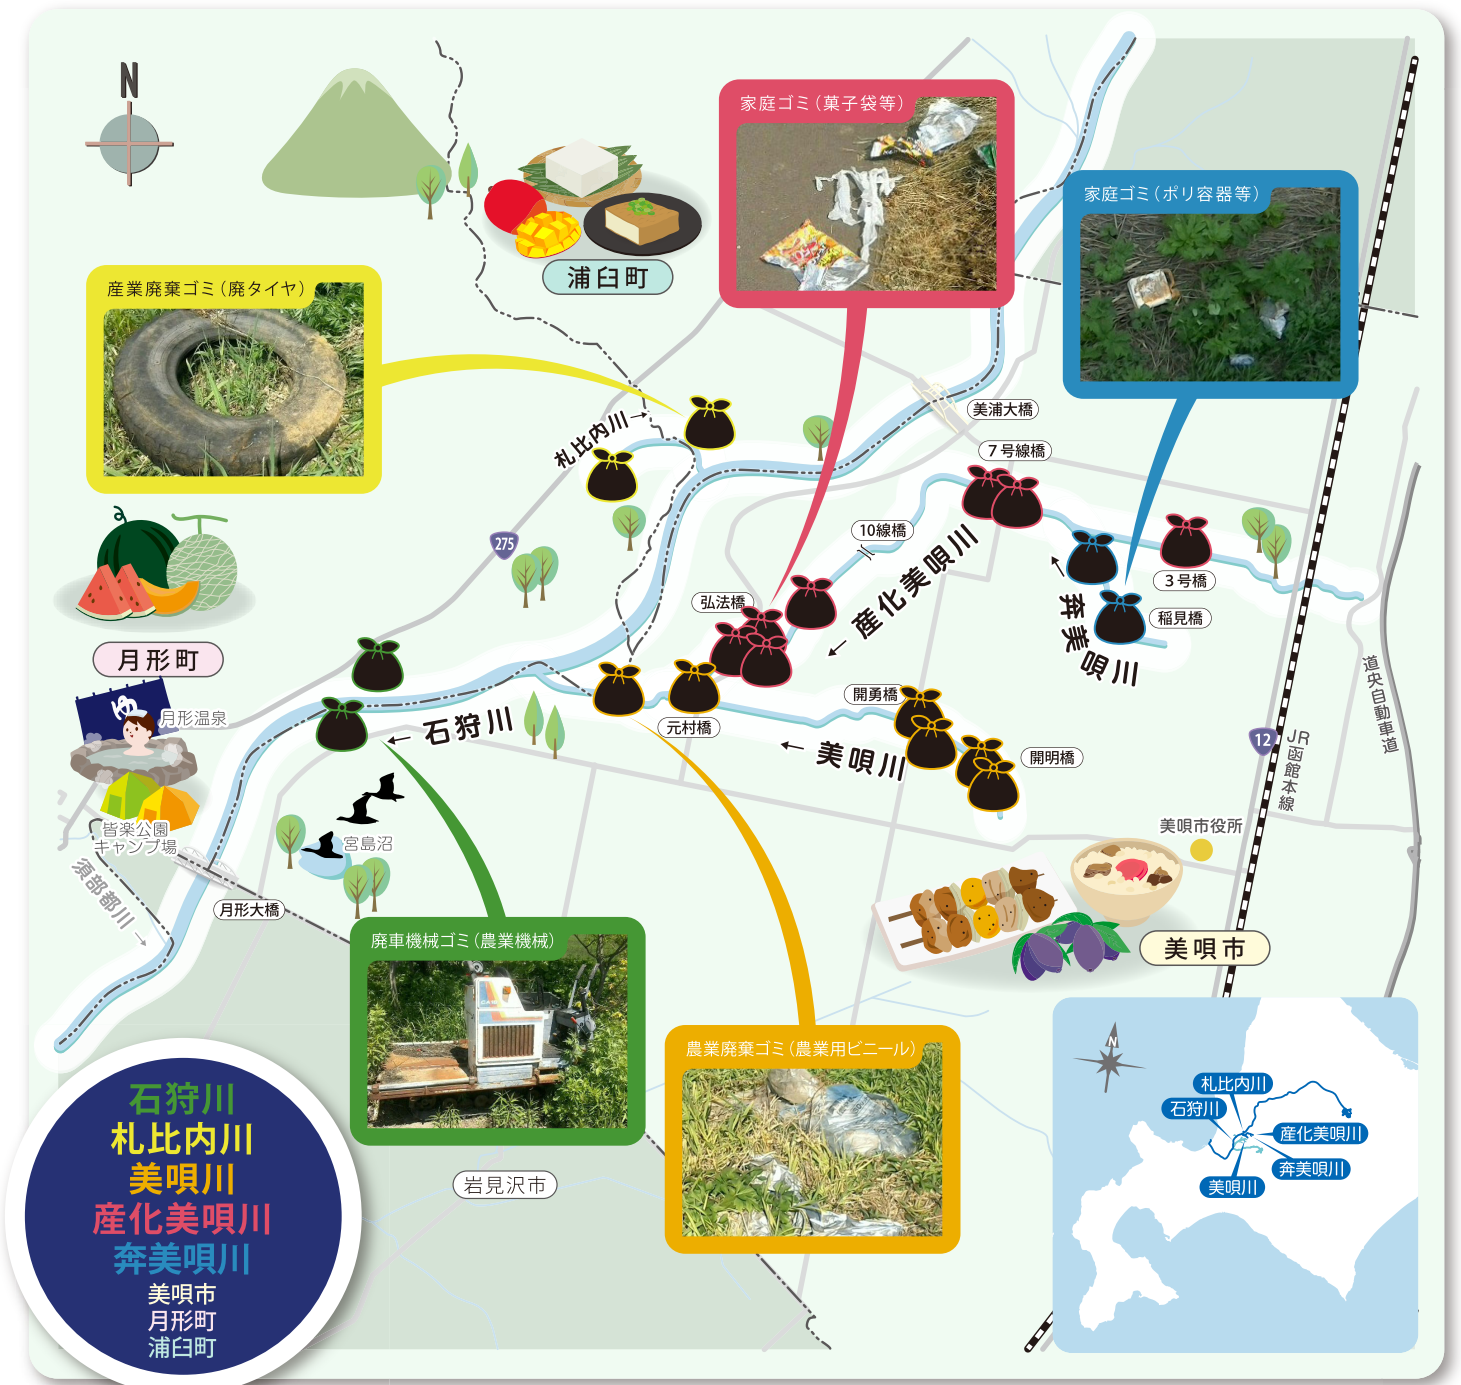 N
家庭ゴミ（菓子袋等）
家庭ゴミ（ポリ容器等）
浦臼町
産業廃棄ゴミ（廃タイヤ）
札比内川→
美浦大橋
7号線橋
10線橋
275
産化美唄川
3号橋
弘法橋
稲見橋
奔美唄川
月形町
ゆ
月形温泉
石狩川
元村橋
開勇橋
美唄川
開明橋
道央自動車道
12
JR函館本線
皆楽公園
キャンプ場
宮島沼
美唄市役所
須部都川
月形大橋
美唄市
廃車機械ゴミ（農業機械）
農業廃棄ゴミ（農業用ビニール）
岩見沢市
石狩川
札比内川
美唄川
産化美唄川
奔美唄川
美唄市
月形町
浦臼町
N
札比内川
石狩川
産化美唄川
奔美唄川
美唄川